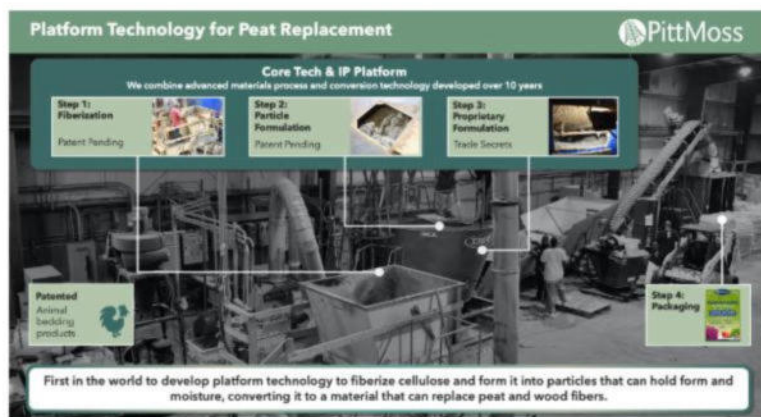 Platform Technology for Peat Replacement
PittMoss
Core Tech & IP Platform
We combine advanced materials process and conversion technology developed over 10 years
Step 1:
Fiberization
Patent Pending
Step 2:
Particle
Formulation
Patent Pending
Step 3:
Proprietary
Formulation
Trade Secrets
Patented
Animal
bedding
products
Step 4:
Packaging
First in the world to develop platform technology to fiberize cellulose and form it into particles that can hold form and
moisture, converting it to a material that can replace peat and wood fibers.